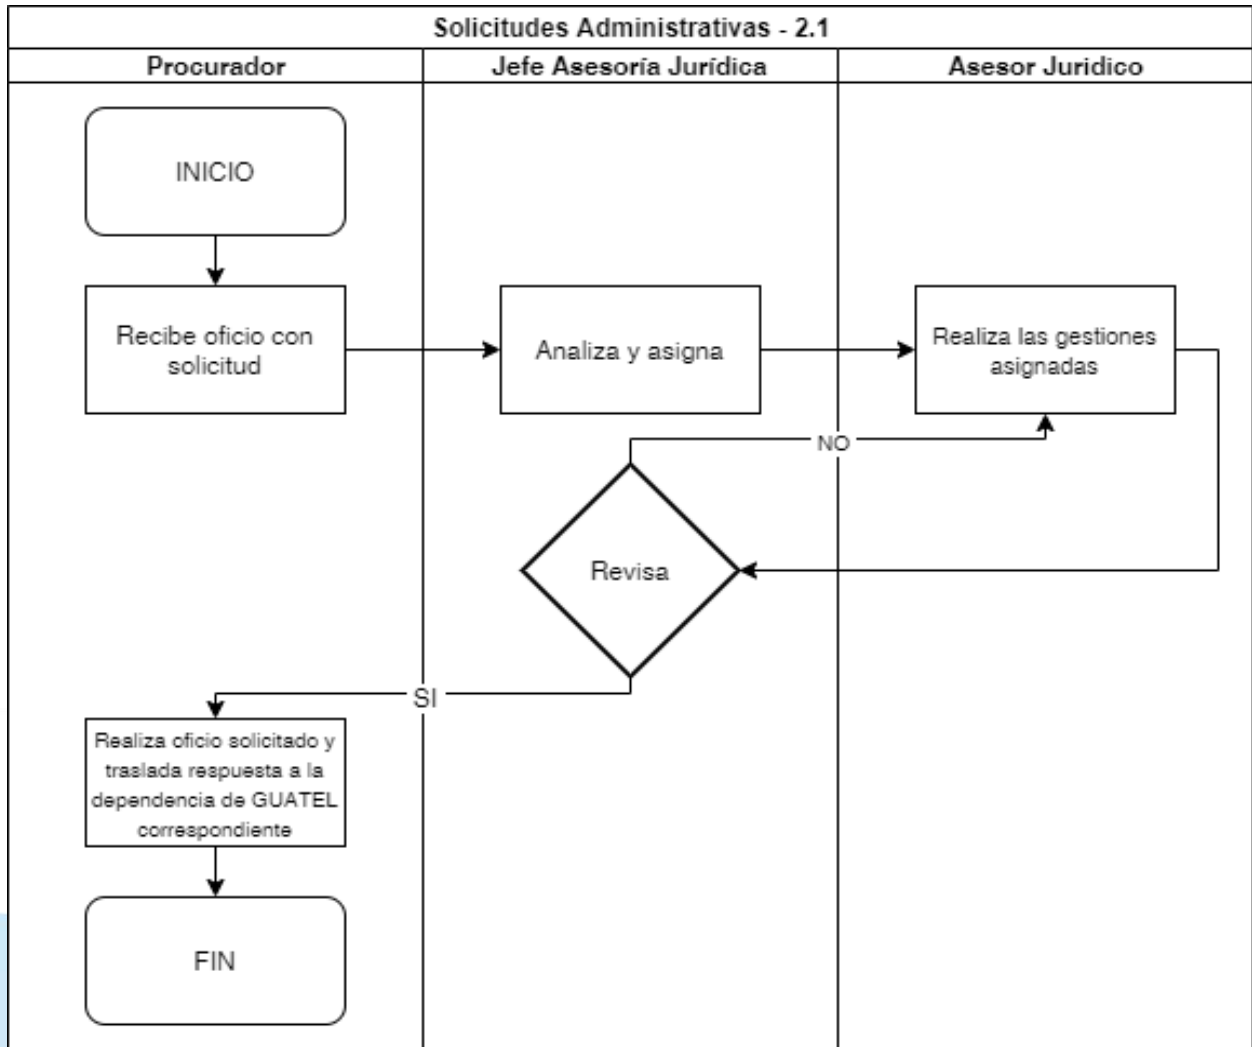 Solicitudes Administrativas - 2.1
Procurador
Jefe Asesoría Jurídica
Asesor Juridico
INICIO
Recibe oficio con
solicitud
Analiza y asigna
Realiza las gestiones
asignadas
NO
Revisa
SI
Realiza oficio solicitado y
traslada respuesta a la
dependencia de GUATEL
correspondiente
FIN